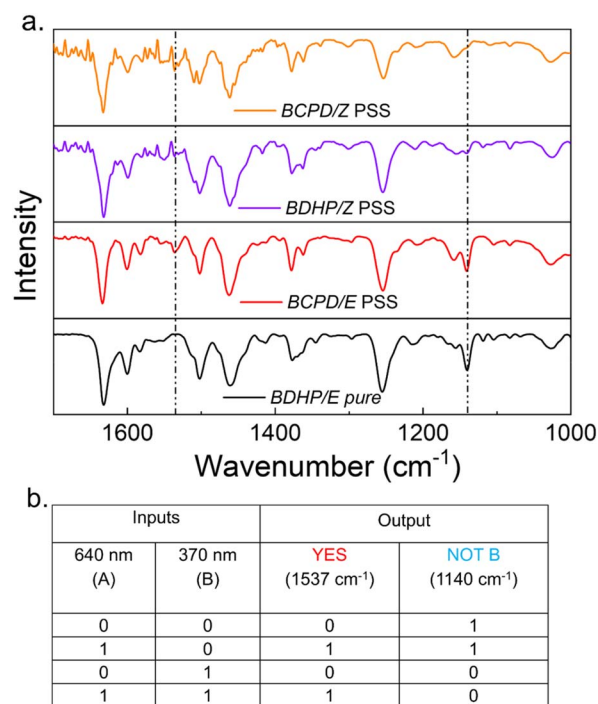 a.
BCPD/Z PSS
BDHP/Z PSS
BCPD/E PSS
BDHP/E pure
Intensity
1600 1400 1200 1000
Wavenumber (cm⁻¹)
b.
Inputs Output
640 nm 370 nm YES NOT B
(A) (B) (1537 cm⁻¹) (1140 cm⁻¹)
0 0 0 1
1 0 1 1
0 1 0 0
1 1 1 0